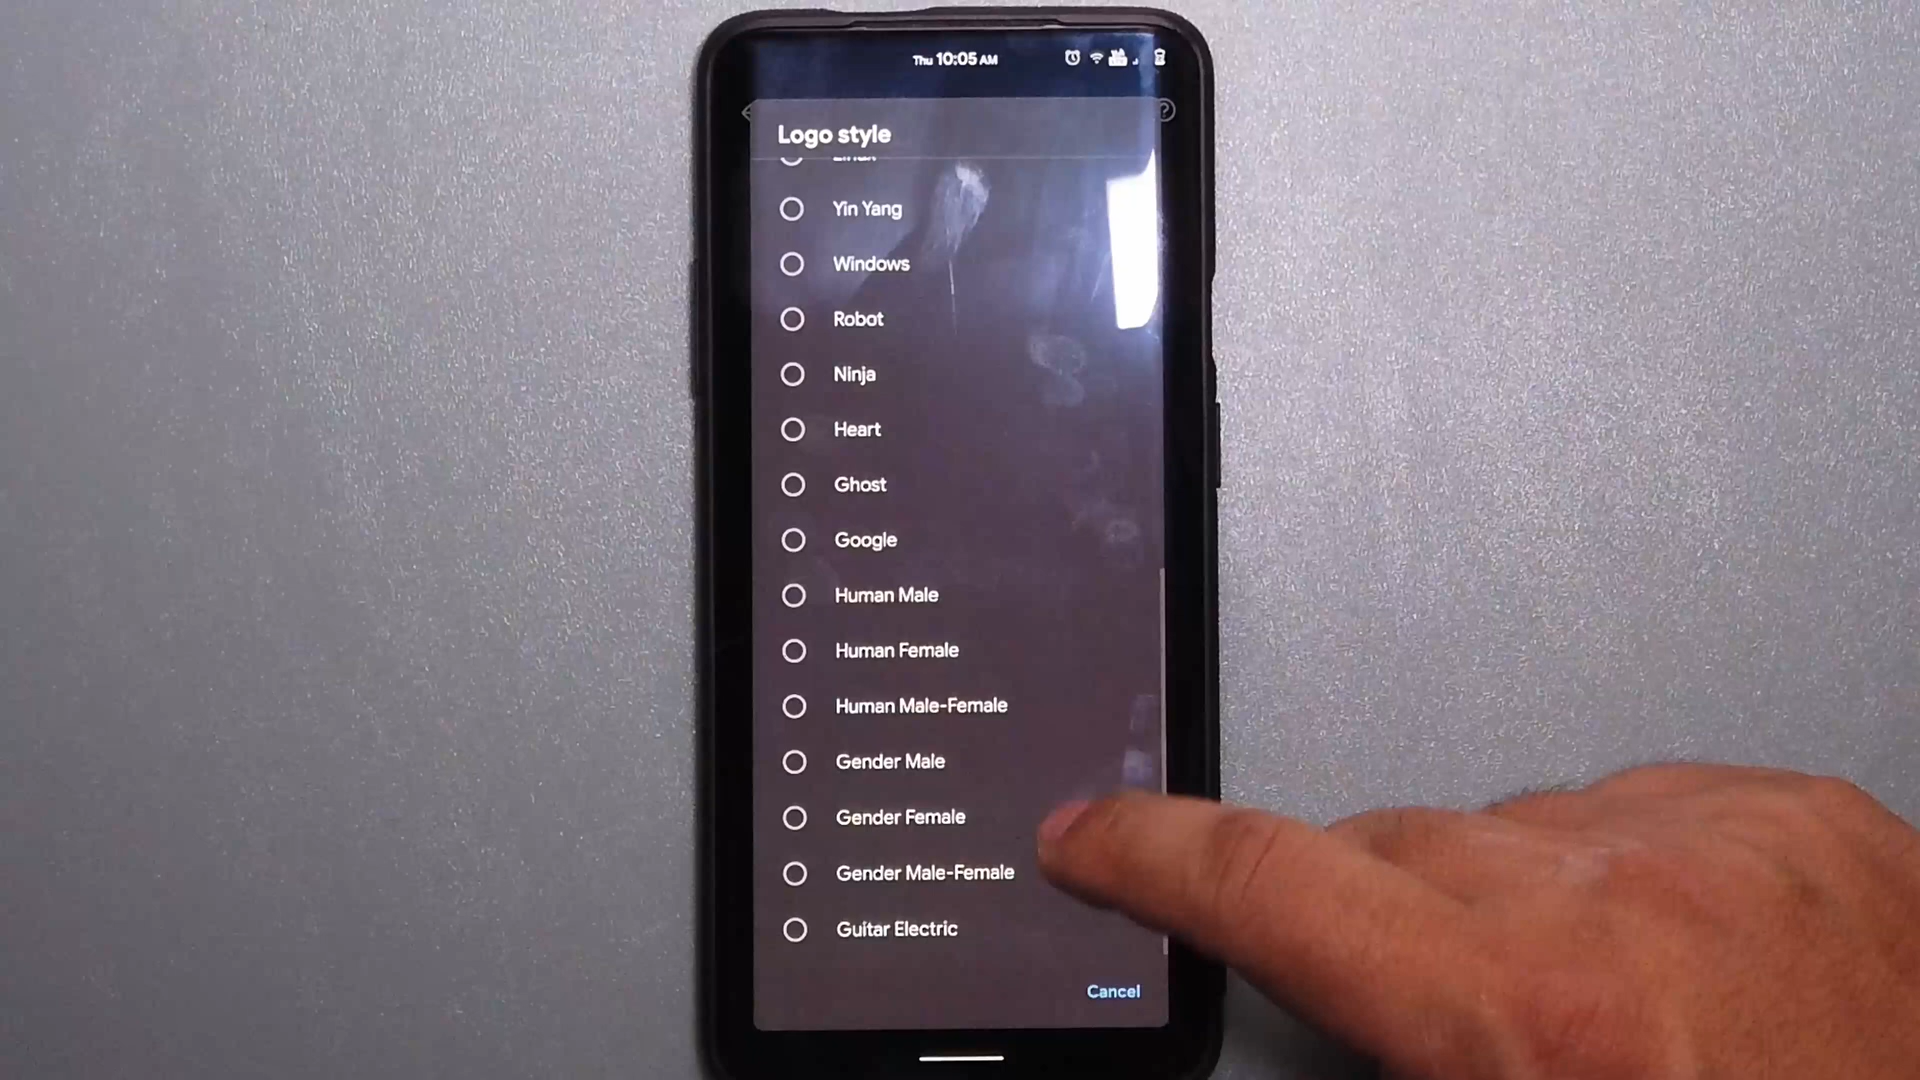 Thu 10:05 AM
Logo style
Yin Yang
Windows
Robot
Ninja
Heart
Ghost
Google
Human Male
Human Female
Human Male-Female
Gender Male
Gender Female
Gender Male-Female
Guitar Electric
Cancel